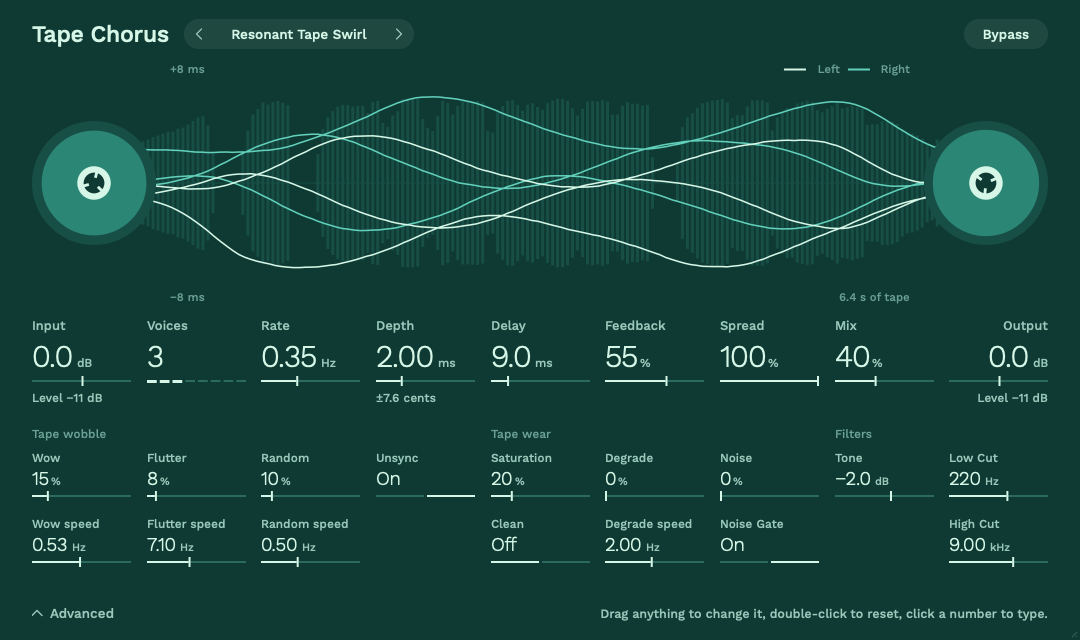 Tape Chorus
Resonant Tape Swirl
Bypass
+8 ms
Left
Right
−8 ms
6.4 s of tape
Input Voices Rate Depth Delay Feedback Spread Mix Output
0.0 dB 3 0.35 Hz 2.00 ms 9.0 ms 55 % 100 % 40 % 0.0 dB
Level −11 dB ±7.6 cents Level −11 dB
Tape wobble Tape wear Filters
Wow Flutter Random Unsync Saturation Degrade Noise Tone Low Cut
15 % 8 % 10 % On 20 % 0 % 0 % −2.0 dB 220 Hz
Wow speed Flutter speed Random speed Clean Degrade speed Noise Gate High Cut
0.53 Hz 7.10 Hz 0.50 Hz Off 2.00 Hz On 9.00 kHz
Advanced
Drag anything to change it, double-click to reset, click a number to type.